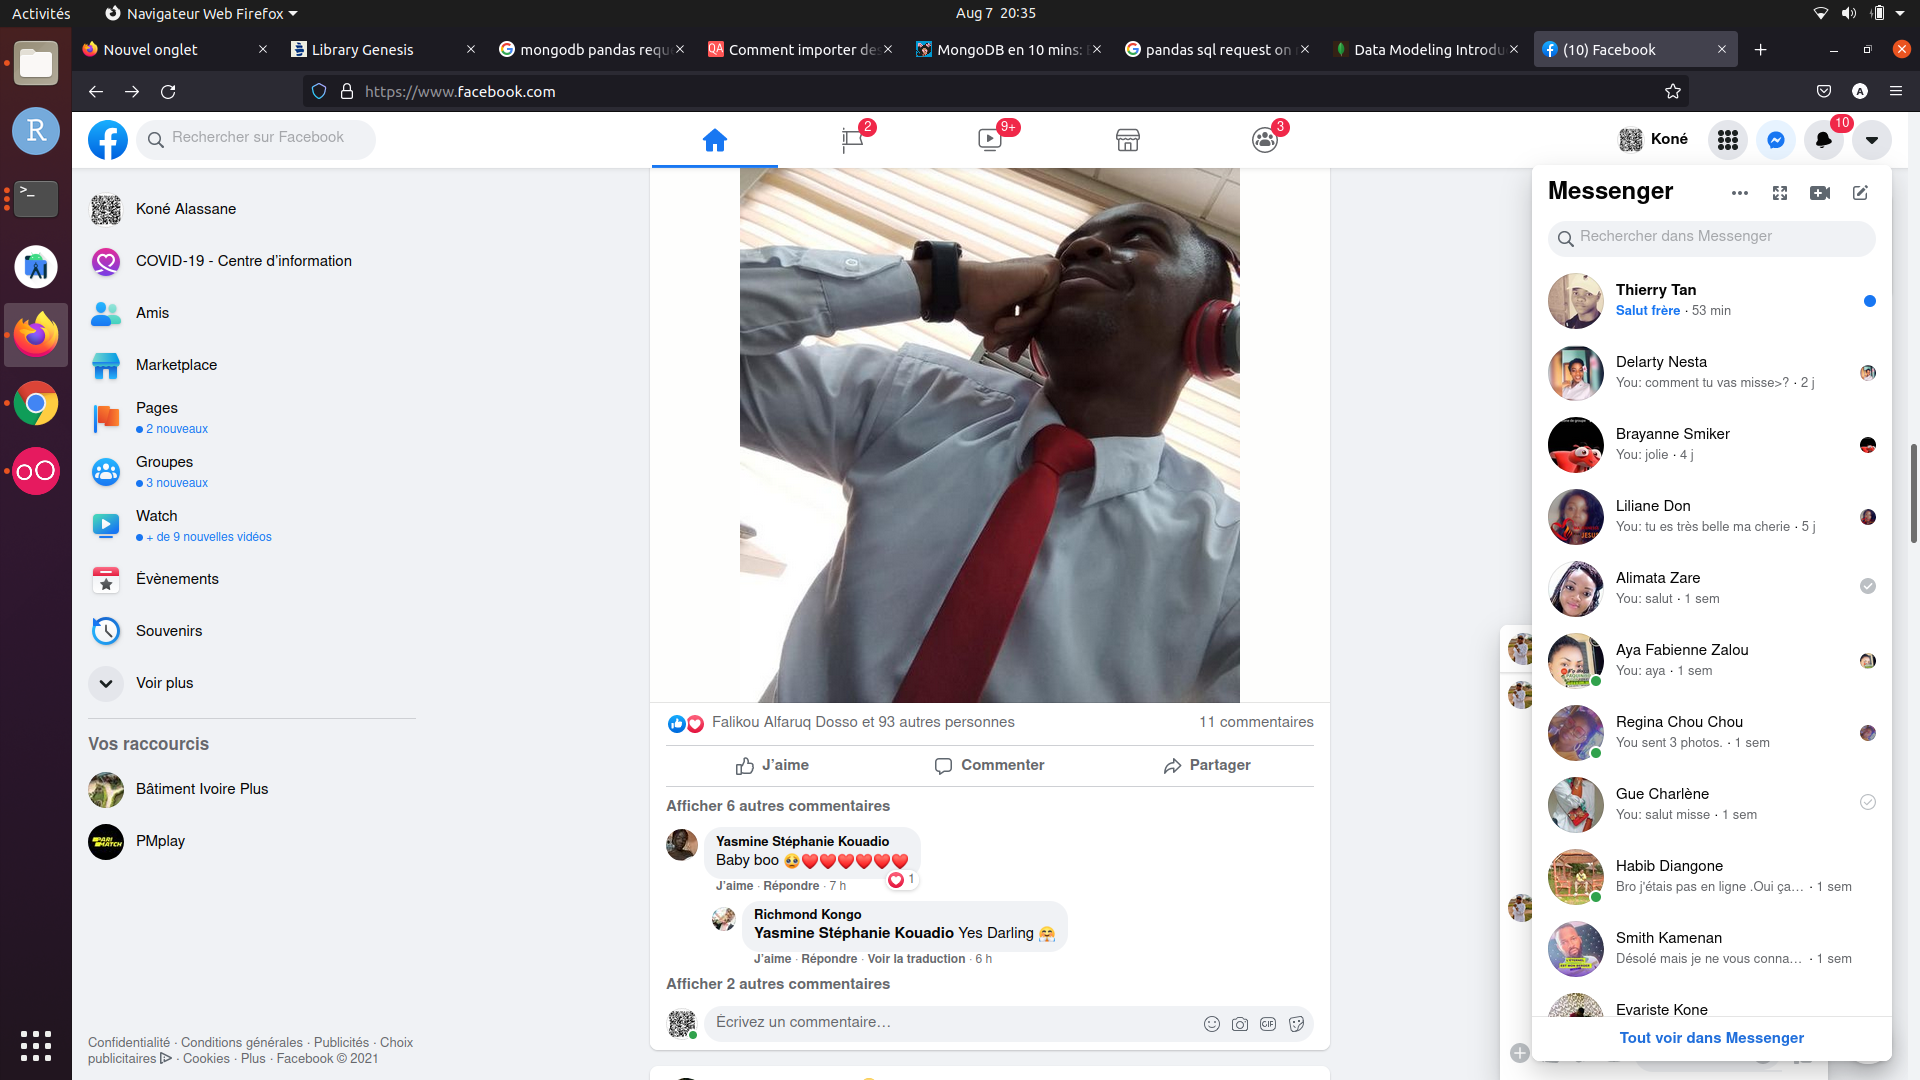 Activités
Navigateur Web Firefox
Aug 7 20:35
Nouvel onglet
Library Genesis
mongodb pandas requ
Comment importer des
MongoDB en 10 mins:
pandas sql request on
Data Modeling Introdu
(10) Facebook
https://www.facebook.com
Rechercher sur Facebook
2
9+
3
Koné
10
Koné Alassane
COVID-19 - Centre d’information
Amis
Marketplace
Pages
2 nouveaux
Groupes
3 nouveaux
Watch
+ de 9 nouvelles vidéos
Évènements
Souvenirs
Voir plus
Vos raccourcis
Bâtiment Ivoire Plus
PARI MATCH
PMplay
Confidentialité · Conditions générales · Publicités · Choix
publicitaires · Cookies · Plus · Facebook © 2021
Falikou Alfaruq Dosso et 93 autres personnes
11 commentaires
J’aime
Commenter
Partager
Afficher 6 autres commentaires
Yasmine Stéphanie Kouadio
Baby boo 🥹❤️❤️❤️❤️❤️❤️
J’aime · Répondre · 7 h
1
Richmond Kongo
Yasmine Stéphanie Kouadio Yes Darling 🤗
J’aime · Répondre · Voir la traduction · 6 h
Afficher 2 autres commentaires
Écrivez un commentaire…
GIF
Messenger
Rechercher dans Messenger
Thierry Tan
Salut frère · 53 min
Delarty Nesta
You: comment tu vas misse>? · 2 j
Brayanne Smiker
You: jolie · 4 j
Liliane Don
You: tu es très belle ma cherie · 5 j
Alimata Zare
You: salut · 1 sem
Aya Fabienne Zalou
You: aya · 1 sem
Regina Chou Chou
You sent 3 photos. · 1 sem
Gue Charlène
You: salut misse · 1 sem
Habib Diangone
Bro j'étais pas en ligne .Oui ça… · 1 sem
Smith Kamenan
Désolé mais je ne vous conna… · 1 sem
Evariste Kone
Tout voir dans Messenger